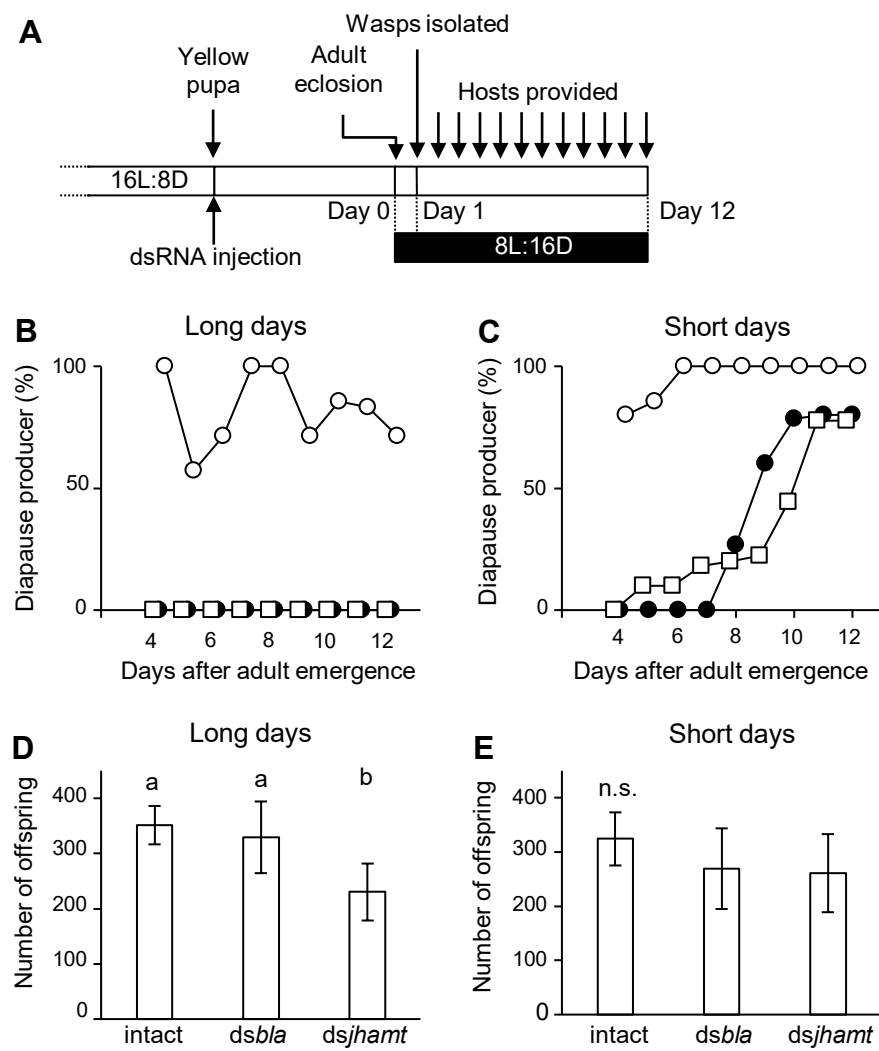 A
Wasps isolated
Yellow
pupa
Adult
eclosion
Hosts provided
16L:8D
Day 0
Day 1
Day 12
dsRNA injection
8L:16D
B
Long days
Diapause producer (%)
100
50
0
4
6
8
10
12
Days after adult emergence
C
Short days
Diapause producer (%)
100
50
0
4
6
8
10
12
Days after adult emergence
D
Long days
Number of offspring
400
300
200
100
0
a
a
b
intact
dsbla
dsjhamt
E
Short days
Number of offspring
400
300
200
100
0
n.s.
intact
dsbla
dsjhamt